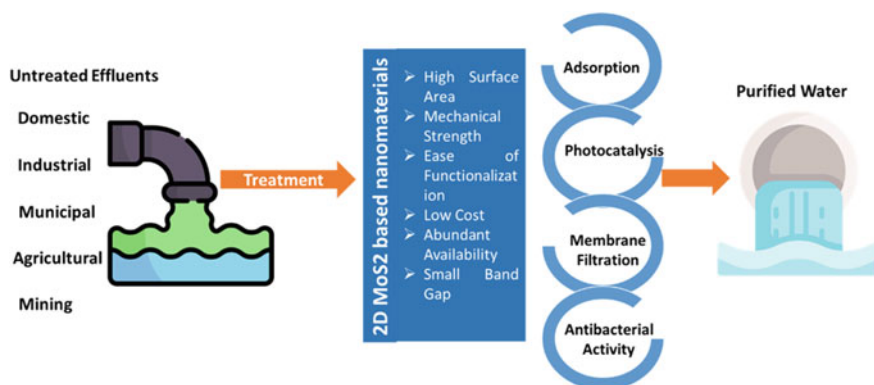 Untreated Effluents
Domestic
Industrial
Municipal
Agricultural
Mining
Treatment
2D MoS2 based nanomaterials
➢ High Surface
Area
➢ Mechanical
Strength
➢ Ease of
Functionalizat
ion
➢ Low Cost
➢ Abundant
Availability
➢ Small Band
Gap
Adsorption
Photocatalysis
Membrane
Filtration
Antibacterial
Activity
Purified Water